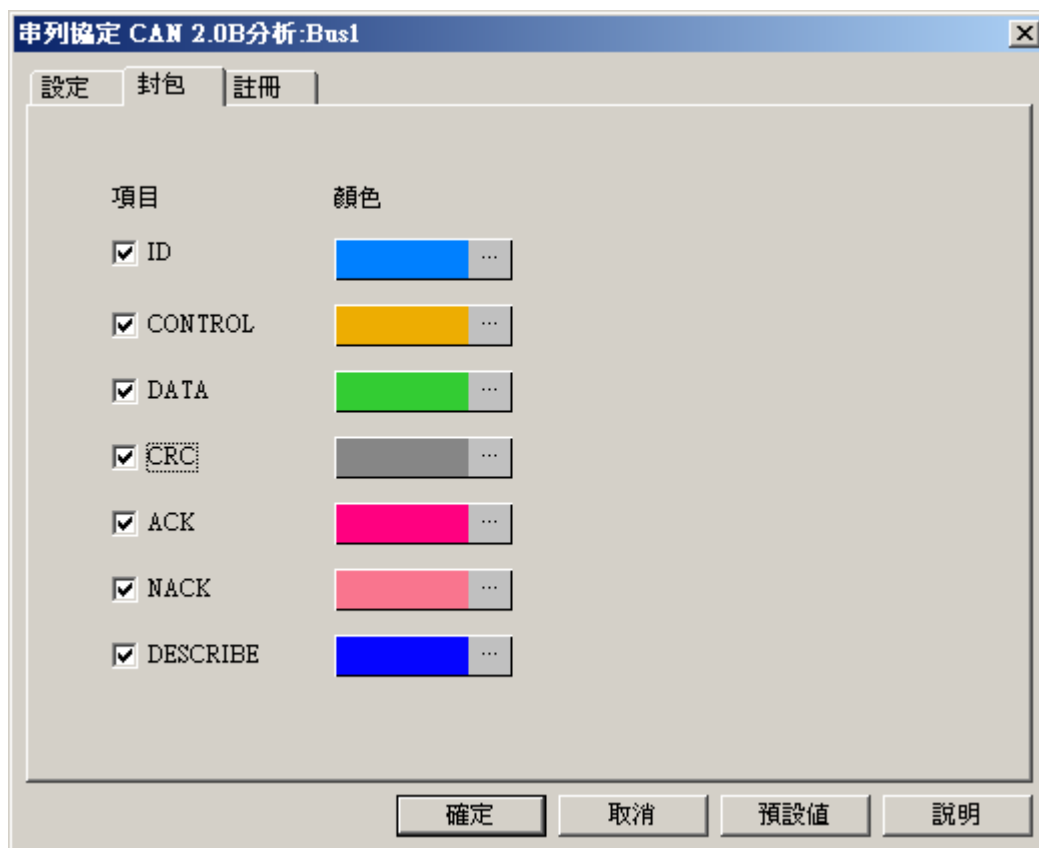 串列協定 CAN 2.0B分析:Bus1
設定 封包 註冊
項目 顏色
ID ...
CONTROL ...
DATA ...
CRC ...
ACK ...
NACK ...
DESCRIBE ...
確定 取消 預設值 說明